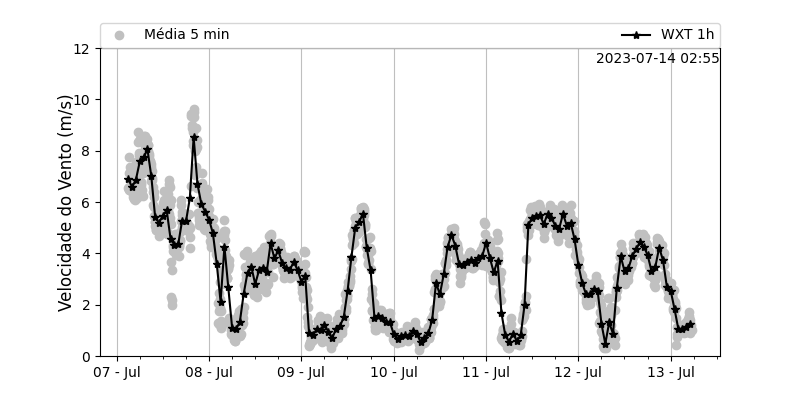 Média 5 min
WXT 1h
2023-07-14 02:55
Velocidade do Vento (m/s)
12
10
8
6
4
2
0
07 - Jul
08 - Jul
09 - Jul
10 - Jul
11 - Jul
12 - Jul
13 - Jul